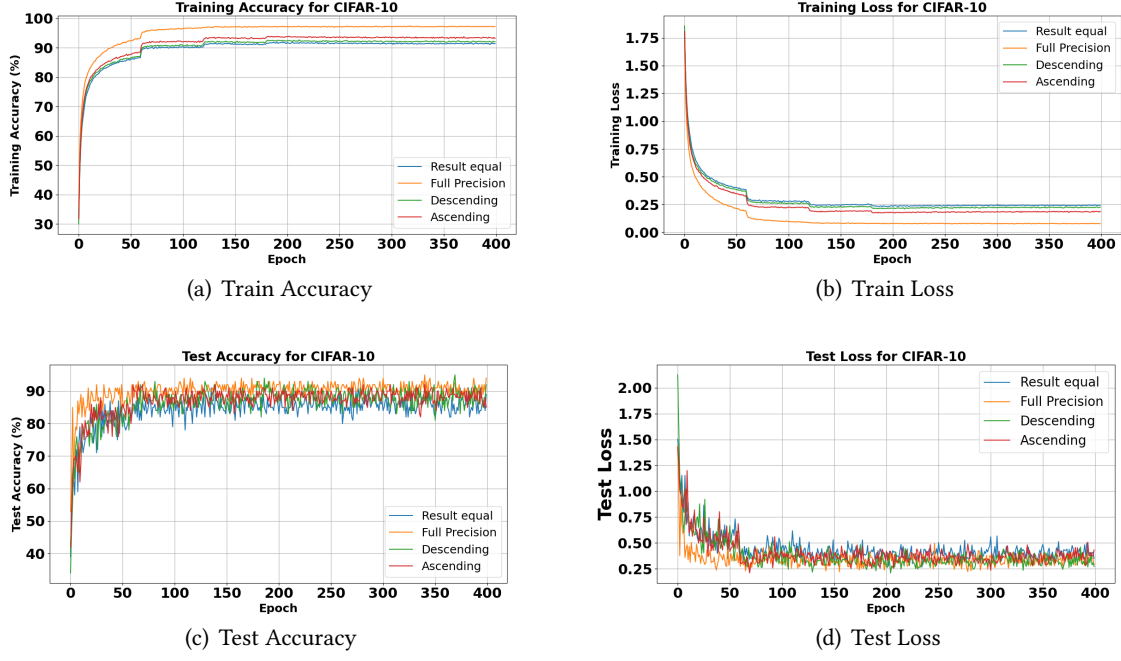 Training Accuracy for CIFAR-10
100
90
80
70
60
50
40
30
Training Accuracy (%)
0 50 100 150 200 250 300 350 400
Epoch
Result equal
Full Precision
Descending
Ascending
(a) Train Accuracy
Training Loss for CIFAR-10
1.75
1.50
1.25
1.00
0.75
0.50
0.25
0.00
Training Loss
0 50 100 150 200 250 300 350 400
Epoch
Result equal
Full Precision
Descending
Ascending
(b) Train Loss
Test Accuracy for CIFAR-10
90
80
70
60
50
40
Test Accuracy (%)
0 50 100 150 200 250 300 350 400
Epoch
Result equal
Full Precision
Descending
Ascending
(c) Test Accuracy
Test Loss for CIFAR-10
2.00
1.75
1.50
1.25
1.00
0.75
0.50
0.25
Test Loss
0 50 100 150 200 250 300 350 400
Epoch
Result equal
Full Precision
Descending
Ascending
(d) Test Loss